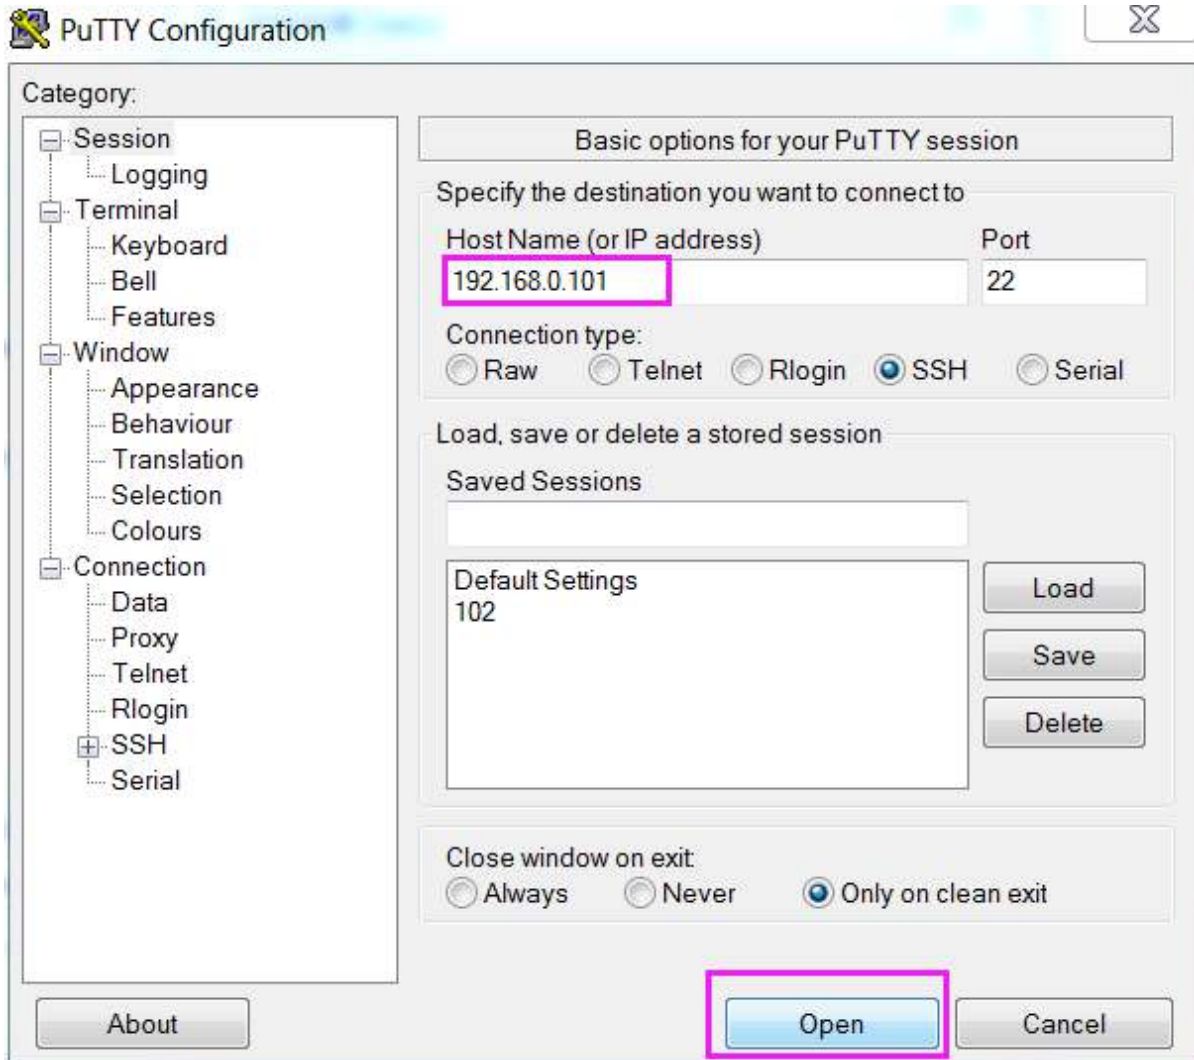 PuTTY Configuration
Category:
Session
Logging
Terminal
Keyboard
Bell
Features
Window
Appearance
Behaviour
Translation
Selection
Colours
Connection
Data
Proxy
Telnet
Rlogin
SSH
Serial
Basic options for your PuTTY session
Specify the destination you want to connect to
Host Name (or IP address) Port
192.168.0.101 22
Connection type:
Raw Telnet Rlogin SSH Serial
Load, save or delete a stored session
Saved Sessions
Default Settings
102
Load
Save
Delete
Close window on exit:
Always Never Only on clean exit
About Open Cancel